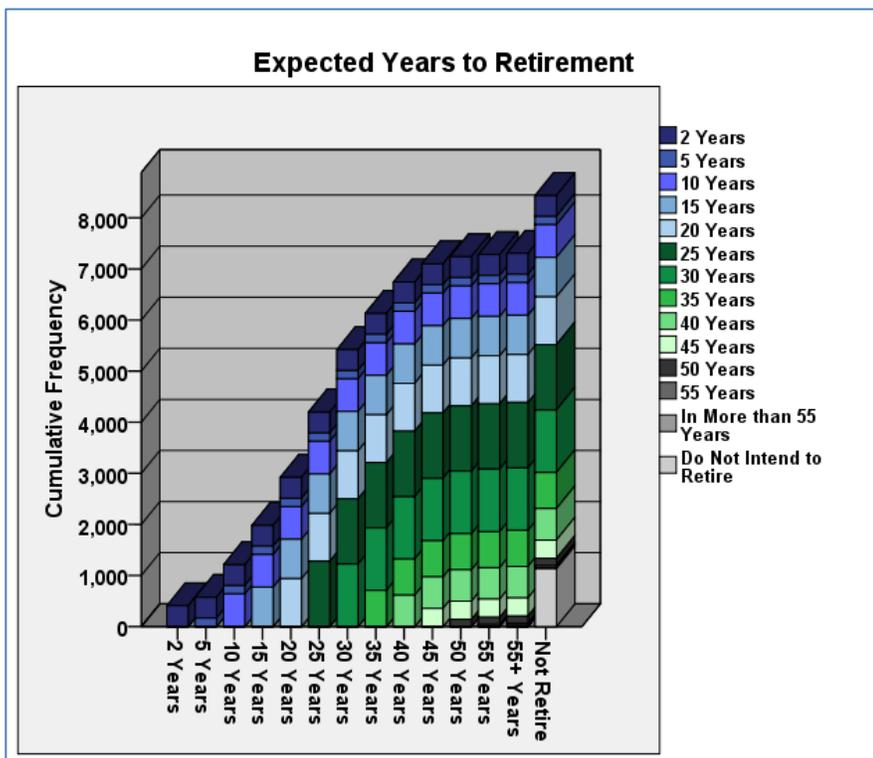 Expected Years to Retirement
Cumulative Frequency
8,000
7,000
6,000
5,000
4,000
3,000
2,000
1,000
0
2 Years
5 Years
10 Years
15 Years
20 Years
25 Years
30 Years
35 Years
40 Years
45 Years
50 Years
55 Years
55+ Years
Not Retire
2 Years
5 Years
10 Years
15 Years
20 Years
25 Years
30 Years
35 Years
40 Years
45 Years
50 Years
55 Years
In More than 55
Years
Do Not Intend to
Retire